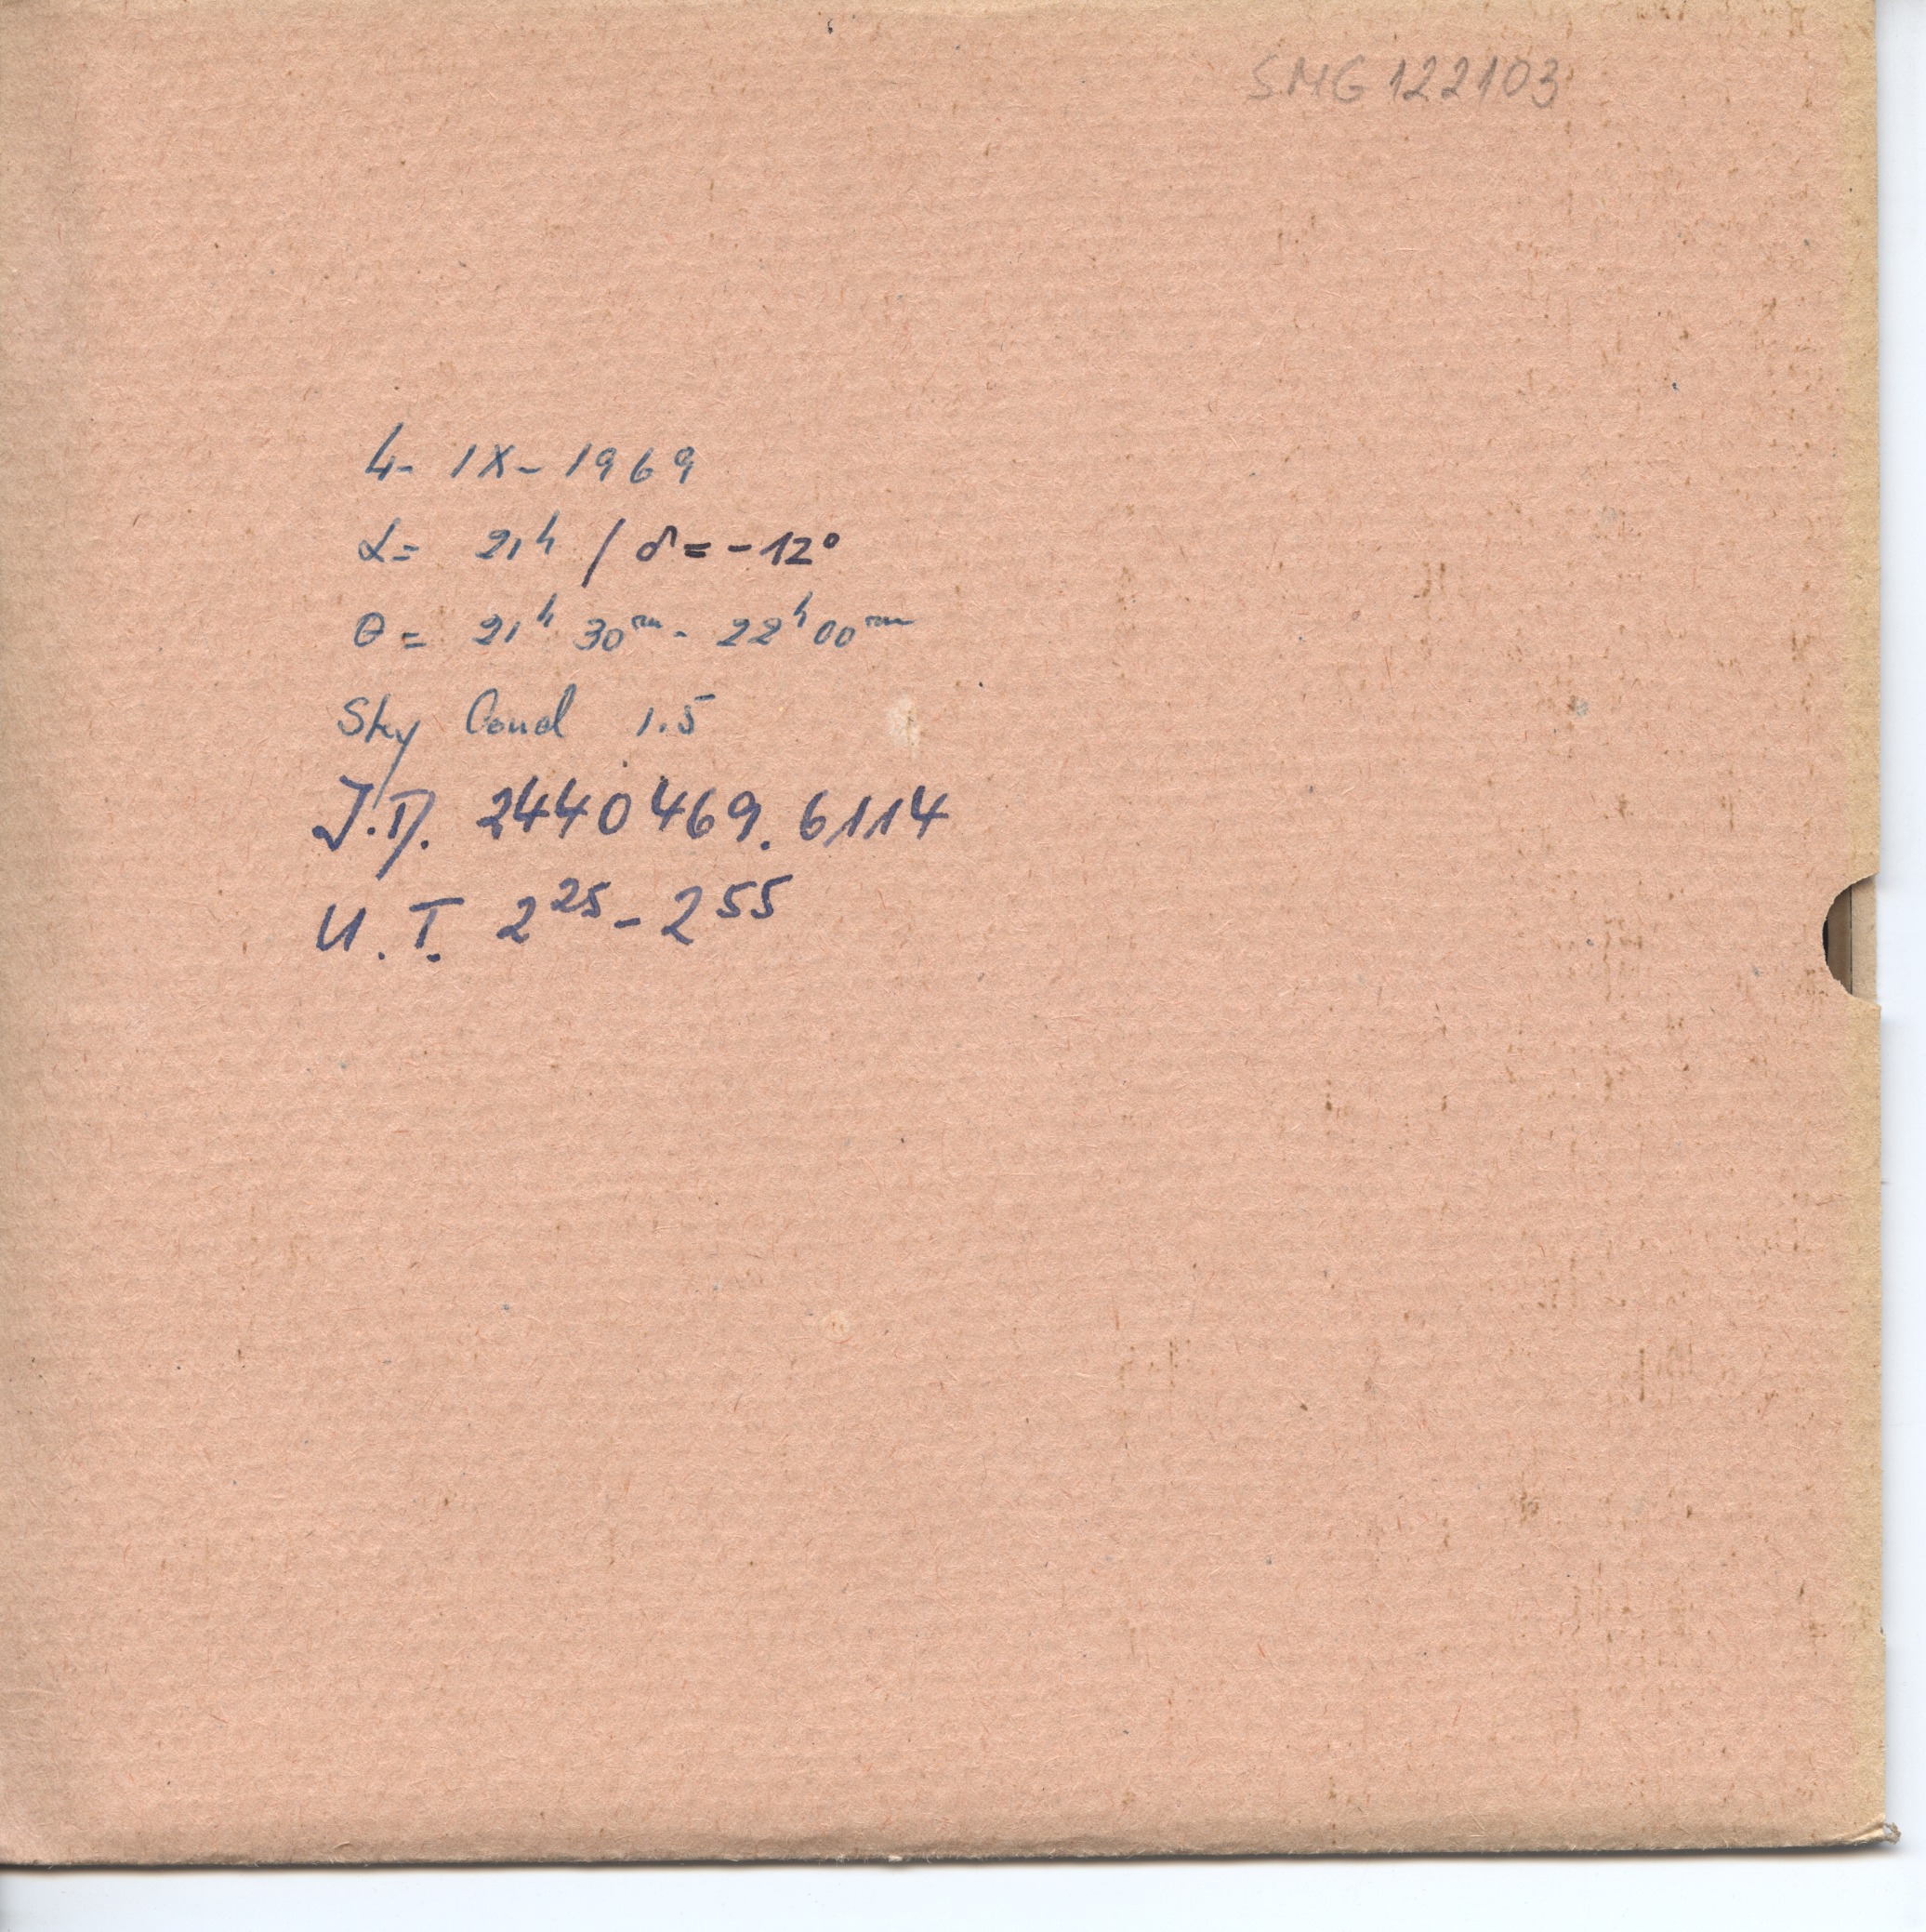 SMG 122103
4- IX- 1969
α= 21ʰ / δ = -12°
θ = 21ʰ 30ᵐ - 22ʰ 00ᵐ
Sky Cond 1.5
J.D. 2440469.6114
U.T. 2²⁵ - 2⁵⁵